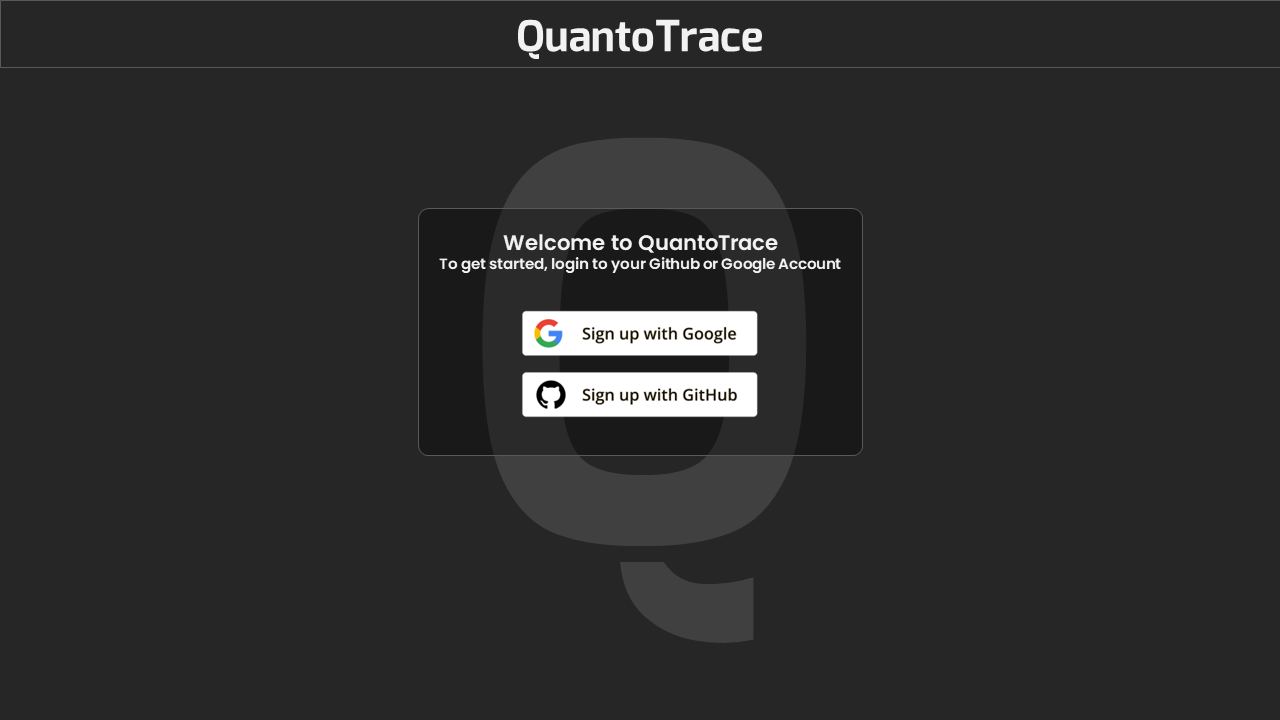 QuantoTrace
Welcome to QuantoTrace
To get started, login to your Github or Google Account
Sign up with Google
Sign up with GitHub
Q